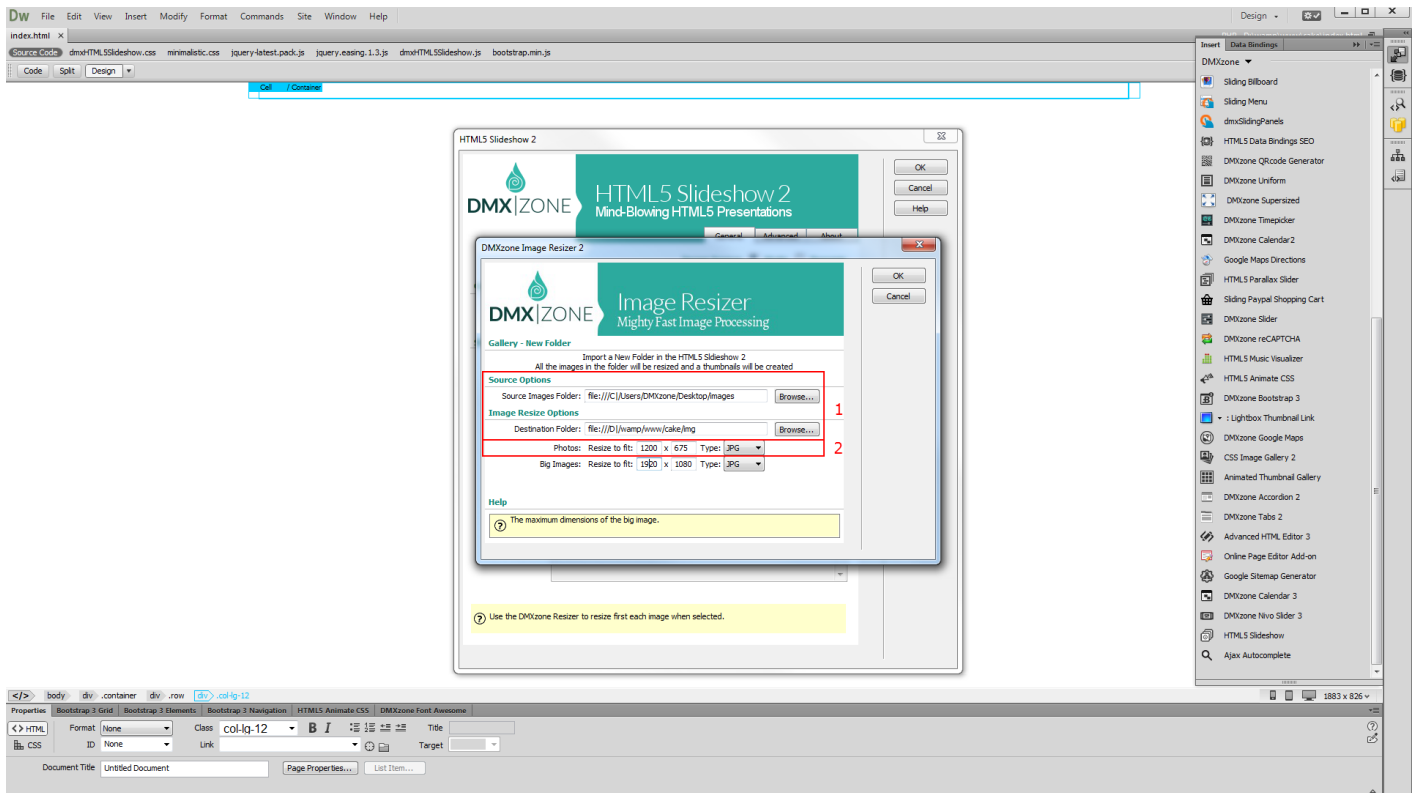 Dw File Edit View Insert Modify Format Commands Site Window Help
Design
index.html ×
Source Code dmxHTML5Slideshow.css minimalistic.css jquery-latest.pack.js jquery.easing.1.3.js dmxHTML5Slideshow.js bootstrap.min.js
Code Split Design
Cell / Container
HTML5 Slideshow 2
DMX|ZONE
HTML5 Slideshow 2
Mind-Blowing HTML5 Presentations
OK
Cancel
Help
General Advanced About
DMXzone Image Resizer 2
DMX|ZONE
Image Resizer
Mighty Fast Image Processing
OK
Cancel
Gallery - New Folder
Import a New Folder in the HTML5 Slideshow 2
All the images in the folder will be resized and a thumbnails will be created
Source Options
Source Images Folder: file:///C|/Users/DMXzone/Desktop/images Browse...
1
Image Resize Options
Destination Folder: file:///D|/wamp/www/cake/img Browse...
Photos: Resize to fit: 1200 x 675 Type: JPG
2
Big Images: Resize to fit: 1920 x 1080 Type: JPG
Help
The maximum dimensions of the big image.
Use the DMXzone Resizer to resize first each image when selected.
Insert Data Bindings
DMXzone
Sliding Billboard
Sliding Menu
dmxSlidingPanels
HTML5 Data Bindings SEO
DMXzone QRcode Generator
DMXzone Uniform
DMXzone Supersized
DMXzone Timepicker
DMXzone Calendar2
Google Maps Directions
HTML5 Parallax Slider
Sliding Paypal Shopping Cart
DMXzone Slider
DMXzone reCAPTCHA
HTML5 Music Visualizer
HTML5 Animate CSS
DMXzone Bootstrap 3
: Lightbox Thumbnail Link
DMXzone Google Maps
CSS Image Gallery 2
Animated Thumbnail Gallery
DMXzone Accordion 2
DMXzone Tabs 2
Advanced HTML Editor 3
Online Page Editor Add-on
Google Sitemap Generator
DMXzone Calendar 3
DMXzone Nivo Slider 3
HTML5 Slideshow
Ajax Autocomplete
</> body div .container div .row div .col-lg-12
1883 x 826
Properties Bootstrap 3 Grid Bootstrap 3 Elements Bootstrap 3 Navigation HTML5 Animate CSS DMXzone Font Awesome
<> HTML Format None Class col-lg-12 B I Title
CSS ID None Link Target
Document Title Untitled Document Page Properties... List Item...